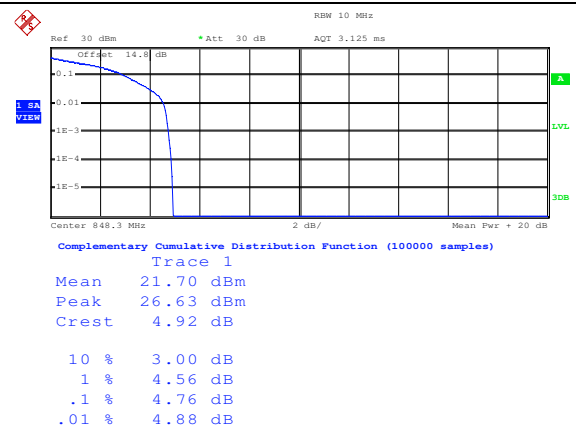 RBW 10 MHz
Ref 30 dBm * Att 30 dB AQT 3.125 ms
Offset 14.8 dB
0.1
A
1 SA
VIEW
0.01
1E-3
LVL
1E-4
1E-5
3DB
Center 848.3 MHz 2 dB/ Mean Pwr + 20 dB
Complementary Cumulative Distribution Function (100000 samples)
Trace 1
Mean 21.70 dBm
Peak 26.63 dBm
Crest 4.92 dB
10 % 3.00 dB
1 % 4.56 dB
.1 % 4.76 dB
.01 % 4.88 dB